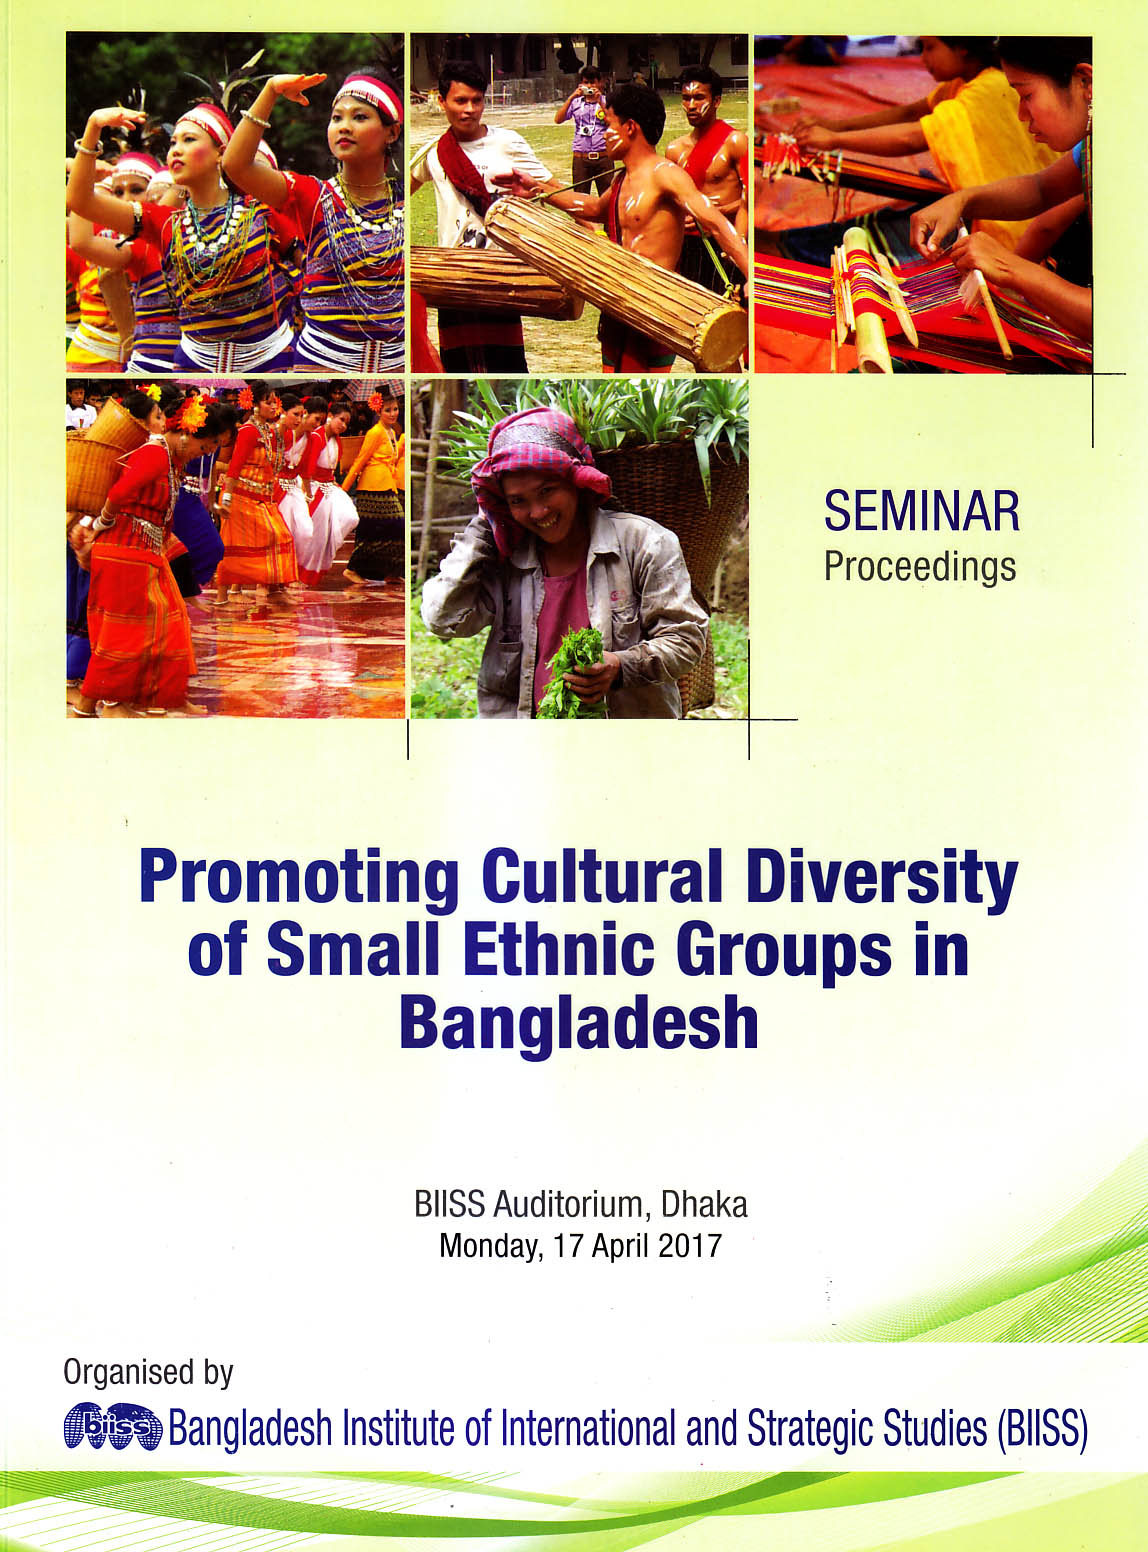 SEMINAR
Proceedings
Promoting Cultural Diversity
of Small Ethnic Groups in
Bangladesh
BIISS Auditorium, Dhaka
Monday, 17 April 2017
Organised by
biiss Bangladesh Institute of International and Strategic Studies (BIISS)